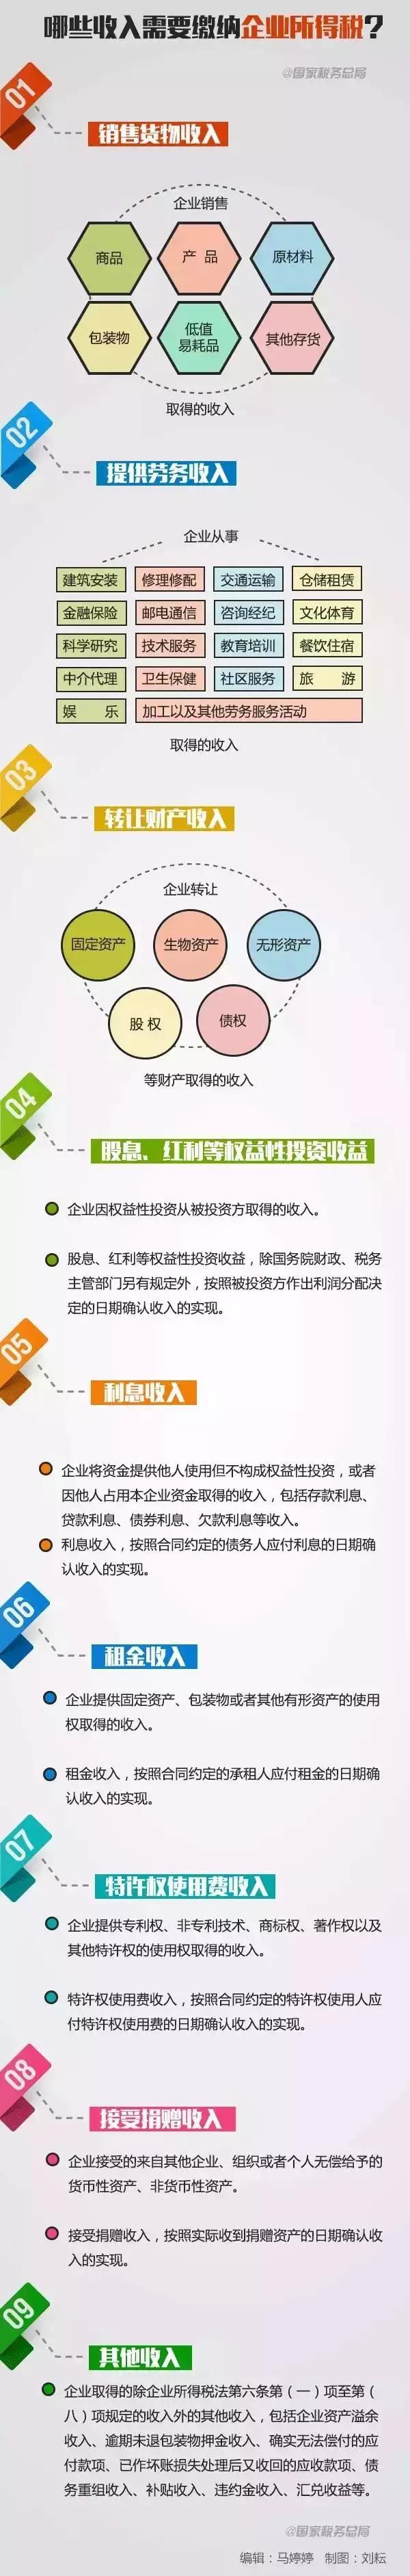 哪些收入需要缴纳企业所得税?
@国家税务总局
01
销售货物收入
企业销售
商品
产 品
原材料
包装物
低值
易耗品
其他存货
取得的收入
02
提供劳务收入
企业从事
建筑安装
修理修配
交通运输
仓储租赁
金融保险
邮电通信
咨询经纪
文化体育
科学研究
技术服务
教育培训
餐饮住宿
中介代理
卫生保健
社区服务
旅 游
娱 乐
加工以及其他劳务服务活动
取得的收入
03
转让财产收入
企业转让
固定资产
生物资产
无形资产
股 权
债权
等财产取得的收入
04
股息、红利等权益性投资收益
企业因权益性投资从被投资方取得的收入。
股息、红利等权益性投资收益，除国务院财政、税务
主管部门另有规定外，按照被投资方作出利润分配决
定的日期确认收入的实现。
05
利息收入
企业将资金提供他人使用但不构成权益性投资，或者
因他人占用本企业资金取得的收入，包括存款利息、
贷款利息、债券利息、欠款利息等收入。
利息收入，按照合同约定的债务人应付利息的日期确
认收入的实现。
06
租金收入
企业提供固定资产、包装物或者其他有形资产的使用
权取得的收入。
租金收入，按照合同约定的承租人应付租金的日期确
认收入的实现。
07
特许权使用费收入
企业提供专利权、非专利技术、商标权、著作权以及
其他特许权的使用权取得的收入。
特许权使用费收入，按照合同约定的特许权使用人应
付特许权使用费的日期确认收入的实现。
08
接受捐赠收入
企业接受的来自其他企业、组织或者个人无偿给予的
货币性资产、非货币性资产。
接受捐赠收入，按照实际收到捐赠资产的日期确认收
入的实现。
09
其他收入
企业取得的除企业所得税法第六条第（一）项至第（
八）项规定的收入外的其他收入，包括企业资产溢余
收入、逾期未退包装物押金收入、确实无法偿付的应
付款项、已作坏账损失处理后又收回的应收款项、债
务重组收入、补贴收入、违约金收入、汇兑收益等。
@国家税务总局
编辑：马婷婷 制图：刘耘